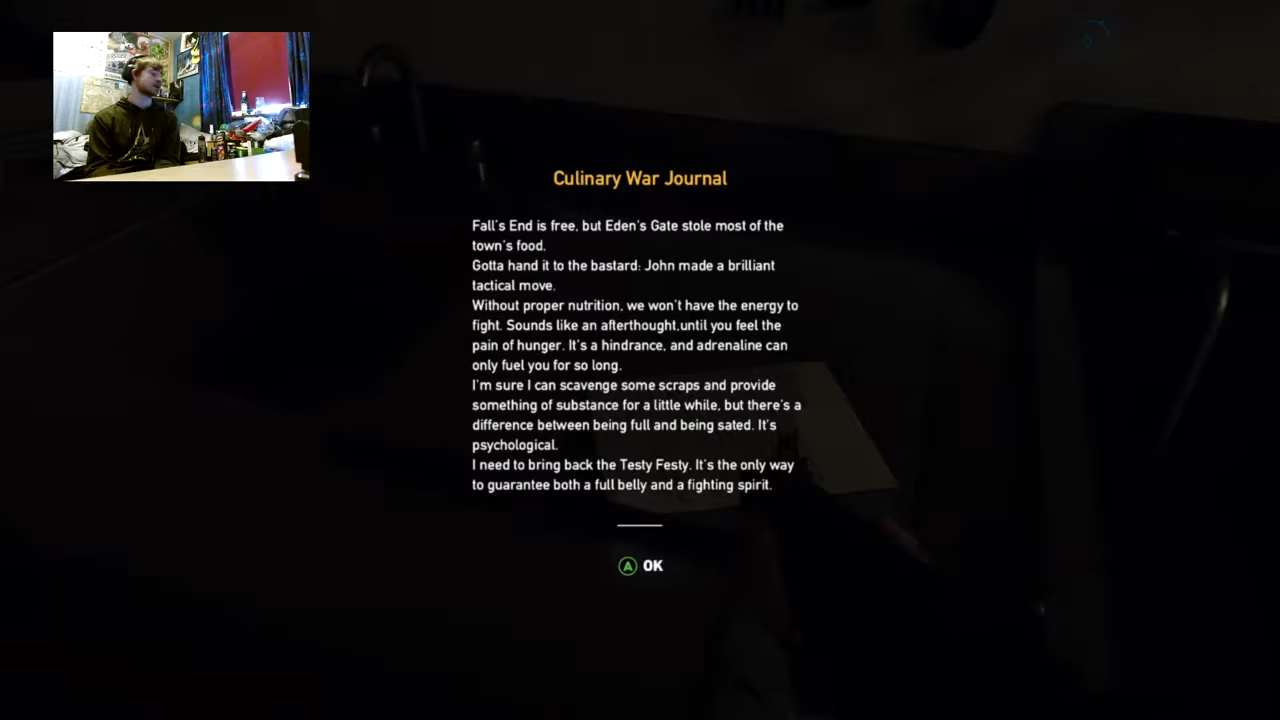 Culinary War Journal
Fall's End is free, but Eden's Gate stole most of the
town's food.
Gotta hand it to the bastard: John made a brilliant
tactical move.
Without proper nutrition, we won't have the energy to
fight. Sounds like an afterthought,until you feel the
pain of hunger. It's a hindrance, and adrenaline can
only fuel you for so long.
I'm sure I can scavenge some scraps and provide
something of substance for a little while, but there's a
difference between being full and being sated. It's
psychological.
I need to bring back the Testy Festy. It's the only way
to guarantee both a full belly and a fighting spirit.
A OK